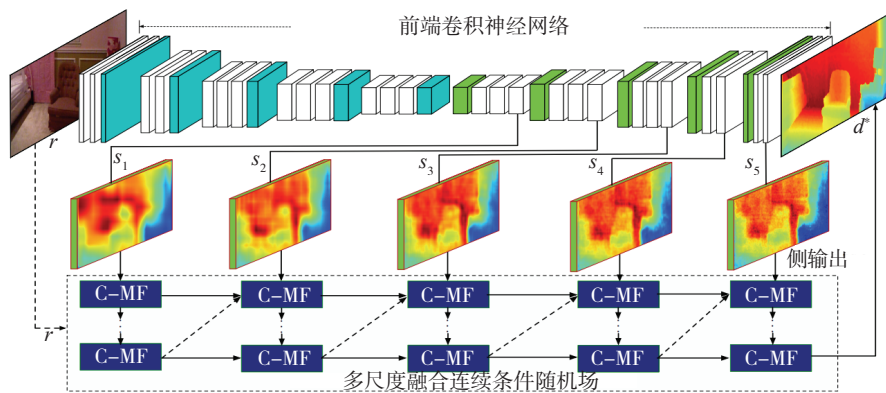 前端卷积神经网络
r
d*
s1
s2
s3
s4
s5
侧输出
C-MF C-MF C-MF C-MF C-MF
r
C-MF C-MF C-MF C-MF C-MF
多尺度融合连续条件随机场